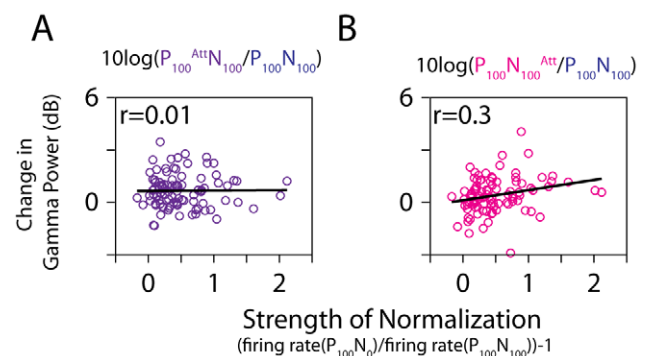 A
10log(P₁₀₀ᴬᵗᵗN₁₀₀/P₁₀₀N₁₀₀)
Change in
Gamma Power (dB)
6
0
r=0.01
0
1
2
B
10log(P₁₀₀N₁₀₀ᴬᵗᵗ/P₁₀₀N₁₀₀)
6
0
r=0.3
0
1
2
Strength of Normalization
(firing rate(P₁₀₀N₀)/firing rate(P₁₀₀N₁₀₀))-1